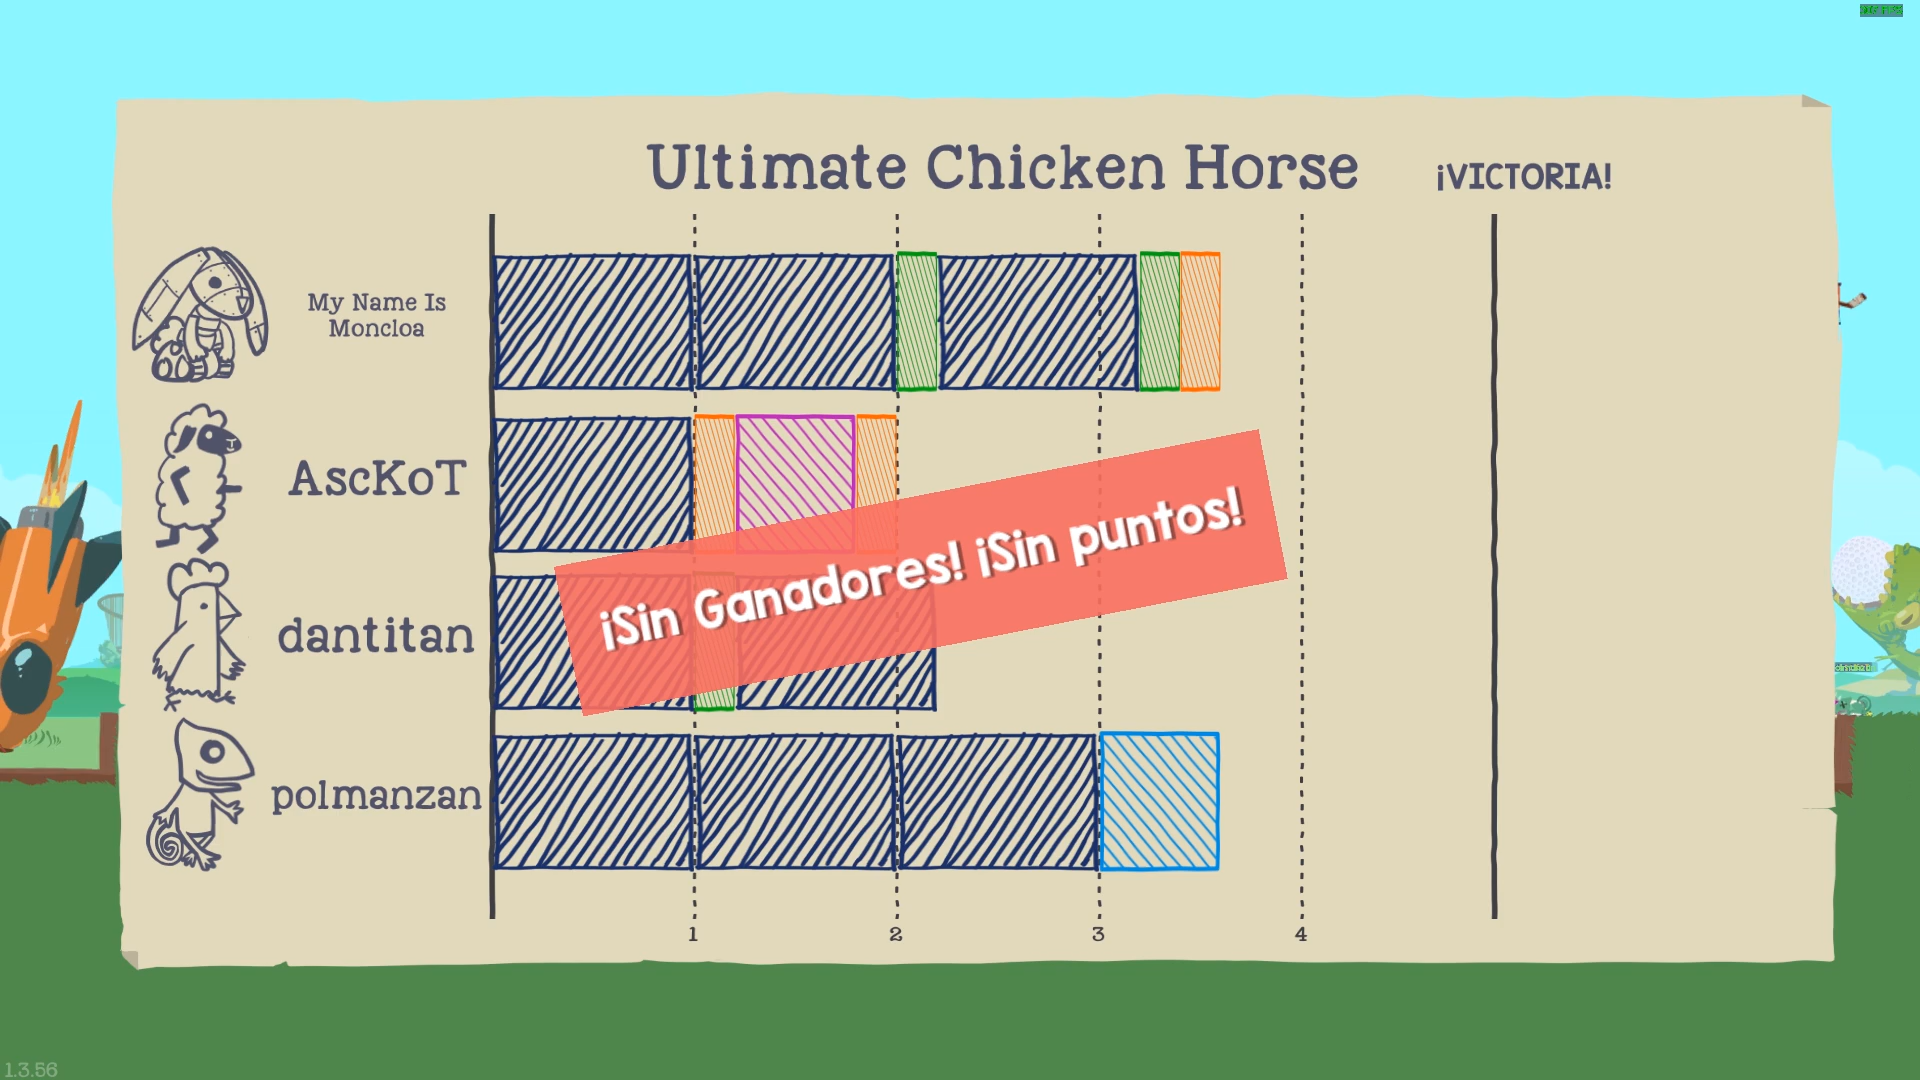 Ultimate Chicken Horse
¡VICTORIA!
My Name Is
Moncloa
AscKoT
¡Sin Ganadores! ¡Sin puntos!
dantitan
polmanzan
1 2 3 4
1.3.56